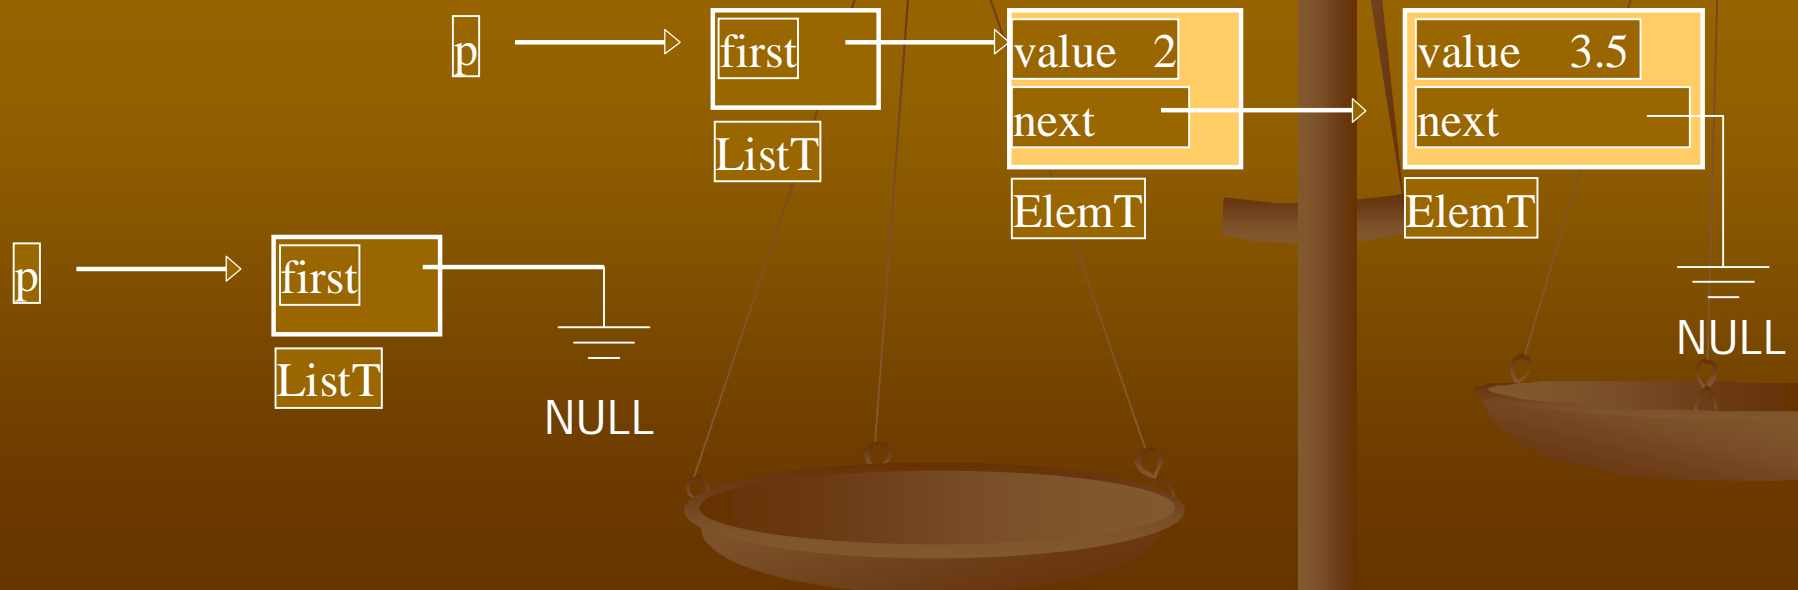 p
first
value 2
value 3.5
next
next
ListT
ElemT
ElemT
p
first
NULL
ListT
NULL